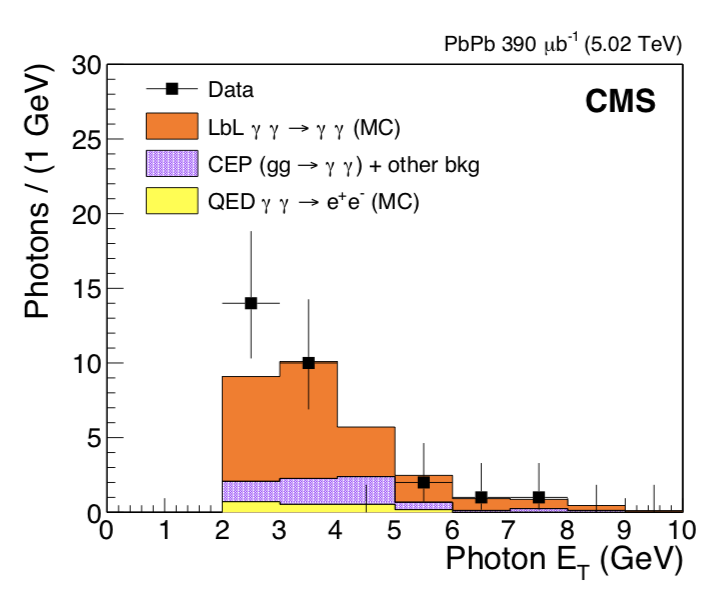 PbPb 390 μb⁻¹ (5.02 TeV)
CMS
Data
LbL γ γ → γ γ (MC)
CEP (gg → γ γ) + other bkg
QED γ γ → e⁺e⁻ (MC)
Photons / (1 GeV)
30
25
20
15
10
5
0
0 1 2 3 4 5 6 7 8 9 10
Photon E_T (GeV)